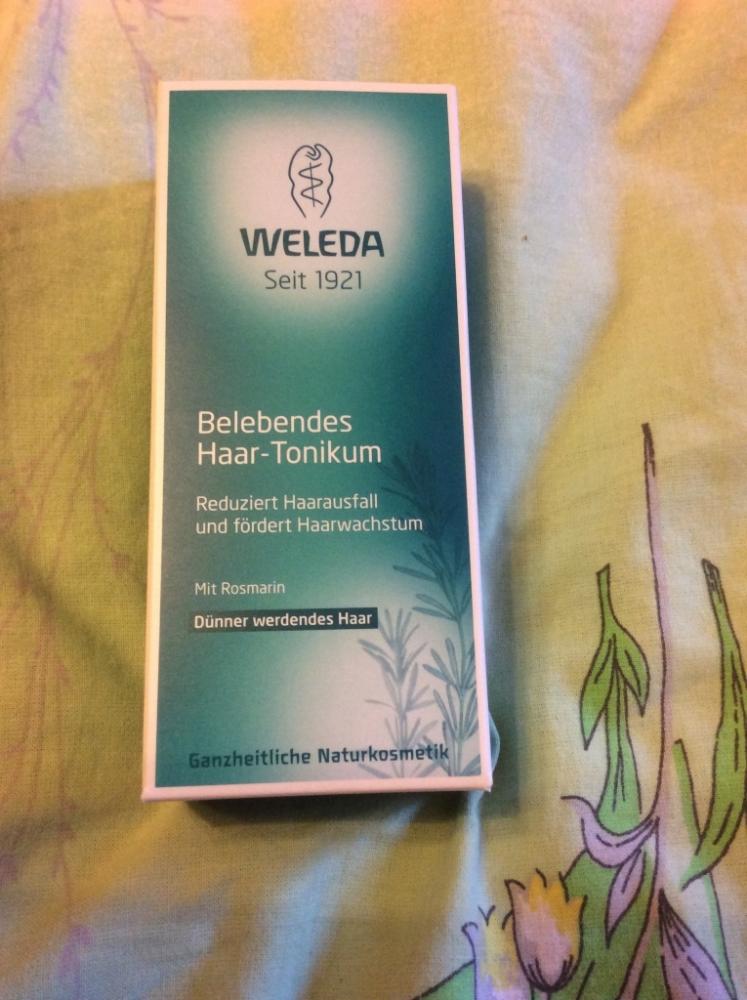 WELEDA
Seit 1921
Belebendes
Haar-Tonikum
Reduziert Haarausfall
und fördert Haarwachstum
Mit Rosmarin
Dünner werdendes Haar
Ganzheitliche Naturkosmetik